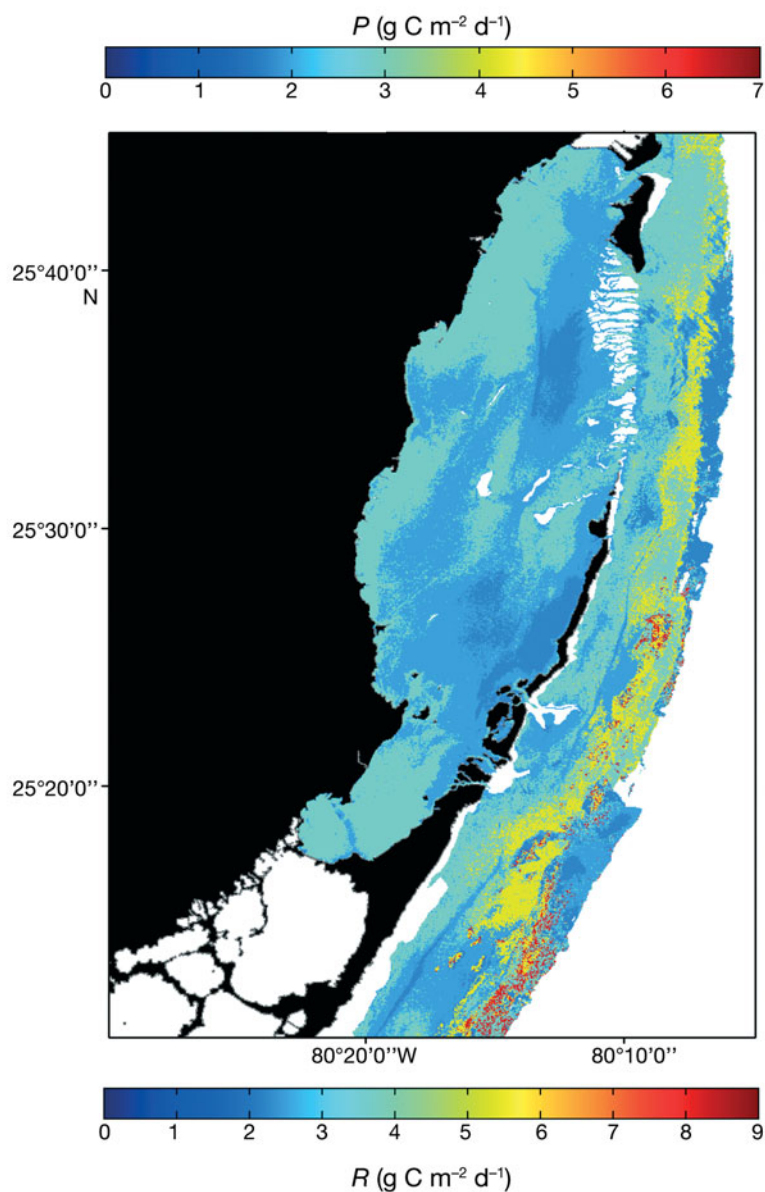 P (g C m⁻² d⁻¹)
0 1 2 3 4 5 6 7
25°40'0''
N
25°30'0''
25°20'0''
80°20'0''W 80°10'0''
0 1 2 3 4 5 6 7 8 9
R (g C m⁻² d⁻¹)